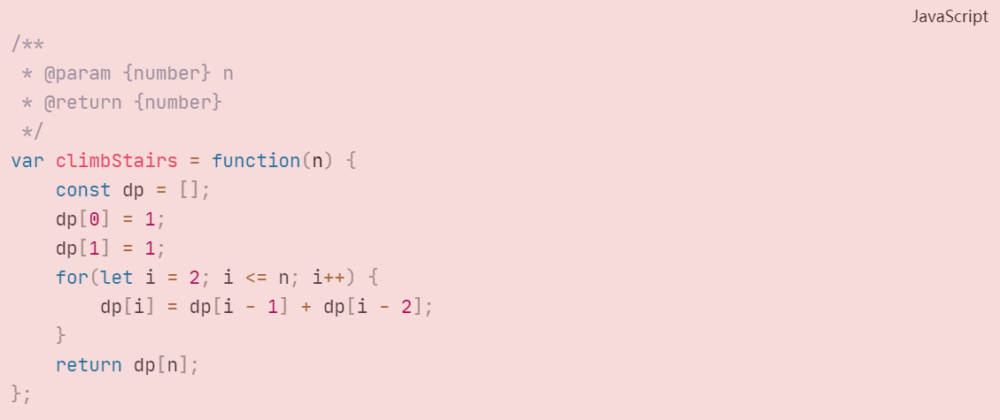 JavaScript
/**
 * @param {number} n
 * @return {number}
 */
var climbStairs = function(n) {
    const dp = [];
    dp[0] = 1;
    dp[1] = 1;
    for(let i = 2; i <= n; i++) {
        dp[i] = dp[i - 1] + dp[i - 2];
    }
    return dp[n];
};